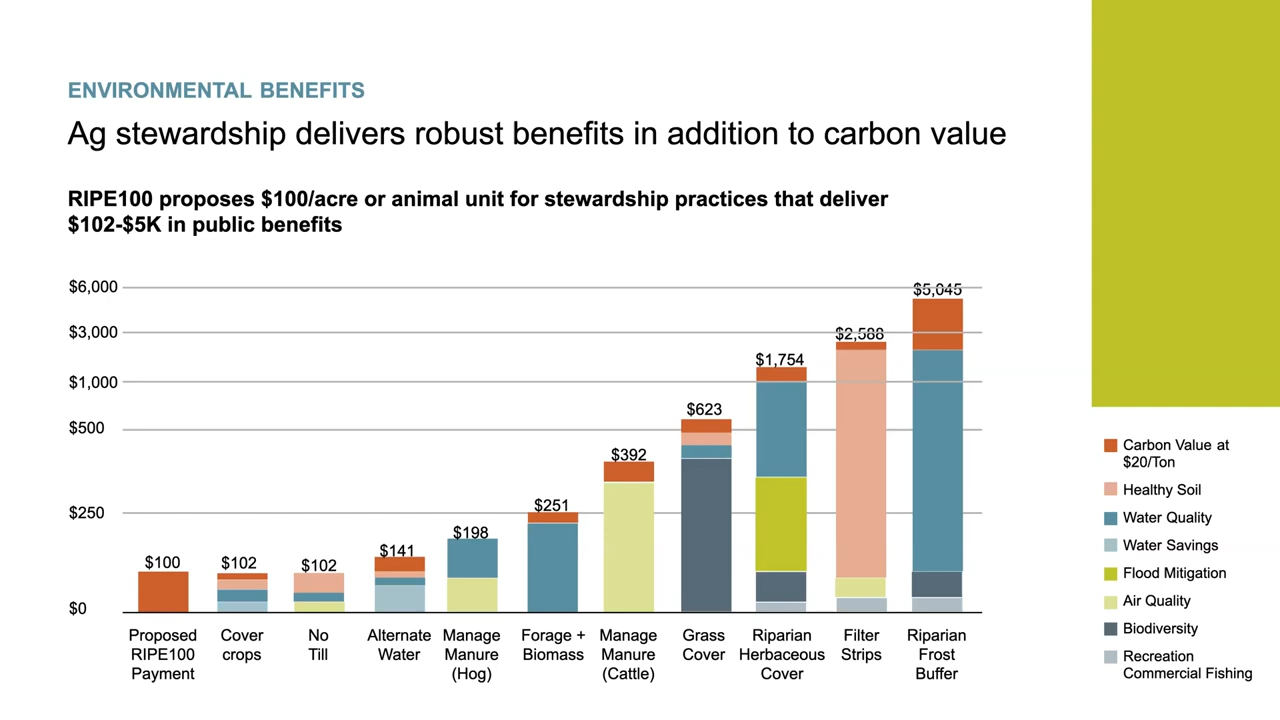 ENVIRONMENTAL BENEFITS
Ag stewardship delivers robust benefits in addition to carbon value
RIPE100 proposes $100/acre or animal unit for stewardship practices that deliver
$102-$5K in public benefits
$6,000
$3,000
$1,000
$500
$250
$0
$100
$102
$102
$141
$198
$251
$392
$623
$1,754
$2,588
$5,045
Proposed
RIPE100
Payment
Cover
crops
No
Till
Alternate
Water
Manage
Manure
(Hog)
Forage +
Biomass
Manage
Manure
(Cattle)
Grass
Cover
Riparian
Herbaceous
Cover
Filter
Strips
Riparian
Frost
Buffer
Carbon Value at
$20/Ton
Healthy Soil
Water Quality
Water Savings
Flood Mitigation
Air Quality
Biodiversity
Recreation
Commercial Fishing